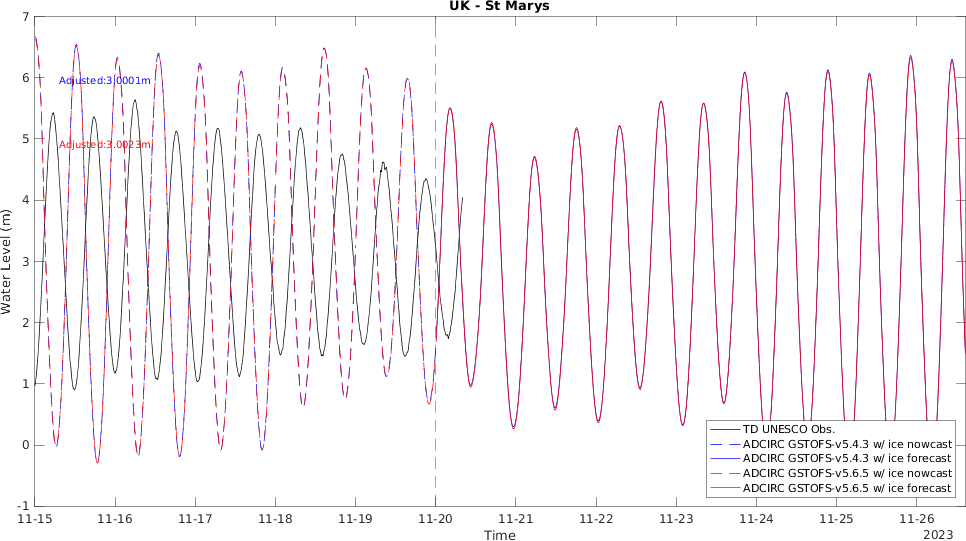 UK - St Marys
7
6
5
4
3
2
1
0
-1
Water Level (m)
Adjusted:3.0001m
Adjusted:3.0023m
TD UNESCO Obs.
ADCIRC GSTOFS-v5.4.3 w/ ice nowcast
ADCIRC GSTOFS-v5.4.3 w/ ice forecast
ADCIRC GSTOFS-v5.6.5 w/ ice nowcast
ADCIRC GSTOFS-v5.6.5 w/ ice forecast
11-15 11-16 11-17 11-18 11-19 11-20 11-21 11-22 11-23 11-24 11-25 11-26
Time
2023